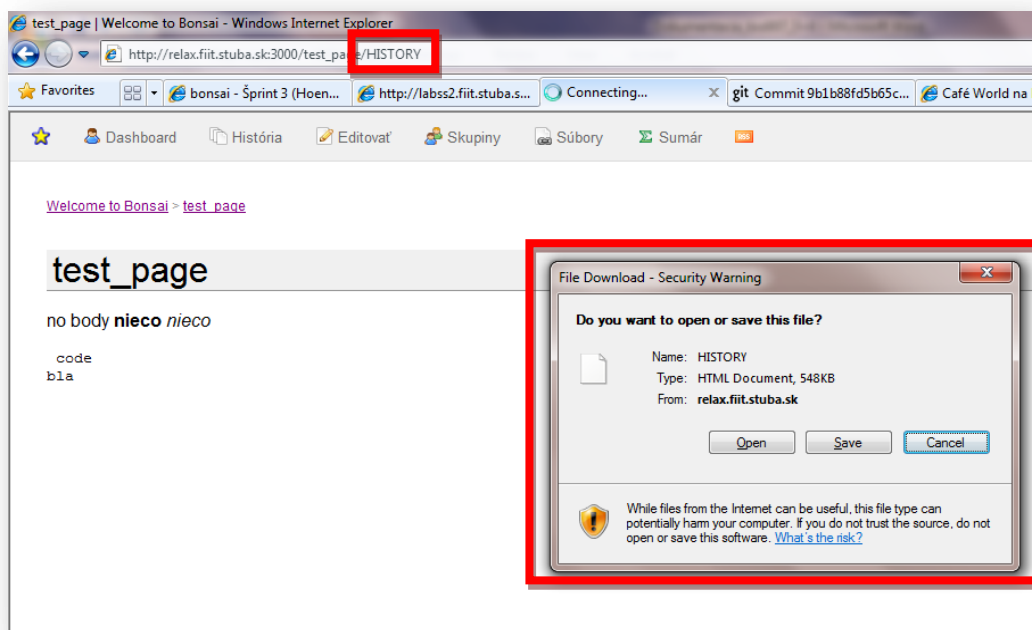 test_page | Welcome to Bonsai - Windows Internet Explorer
http://relax.fiit.stuba.sk:3000/test_page/HISTORY
Favorites bonsai - Šprint 3 (Hoen... http://labss2.fiit.stuba.s... Connecting... X git Commit 9b1b88fd5b65c... Café World na
Dashboard História Editovať Skupiny Súbory Σ Sumár RSS
Welcome to Bonsai > test_page
test_page
no body nieco nieco
code
bla
File Download - Security Warning
Do you want to open or save this file?
Name: HISTORY
Type: HTML Document, 548KB
From: relax.fiit.stuba.sk
Open Save Cancel
While files from the Internet can be useful, this file type can
potentially harm your computer. If you do not trust the source, do not
open or save this software. What's the risk?